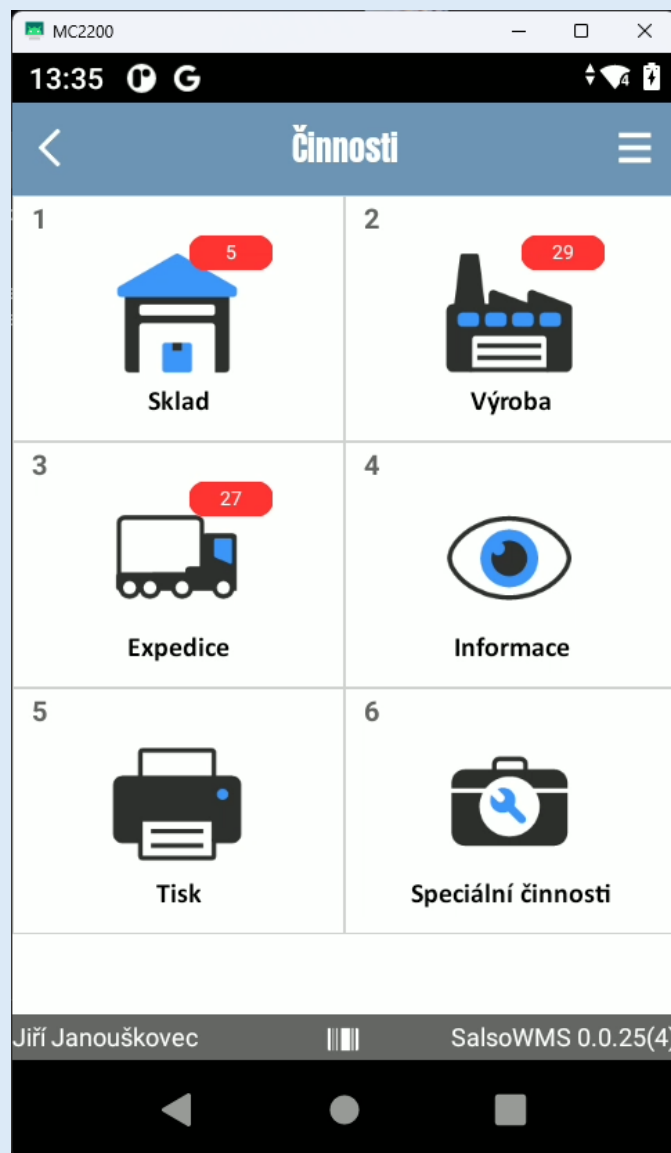 MC2200
13:35
4
Činnosti
1
5
Sklad
2
29
Výroba
3
27
Expedice
4
Informace
5
Tisk
6
Speciální činnosti
Jiří Janouškovec
SalsoWMS 0.0.25(4)